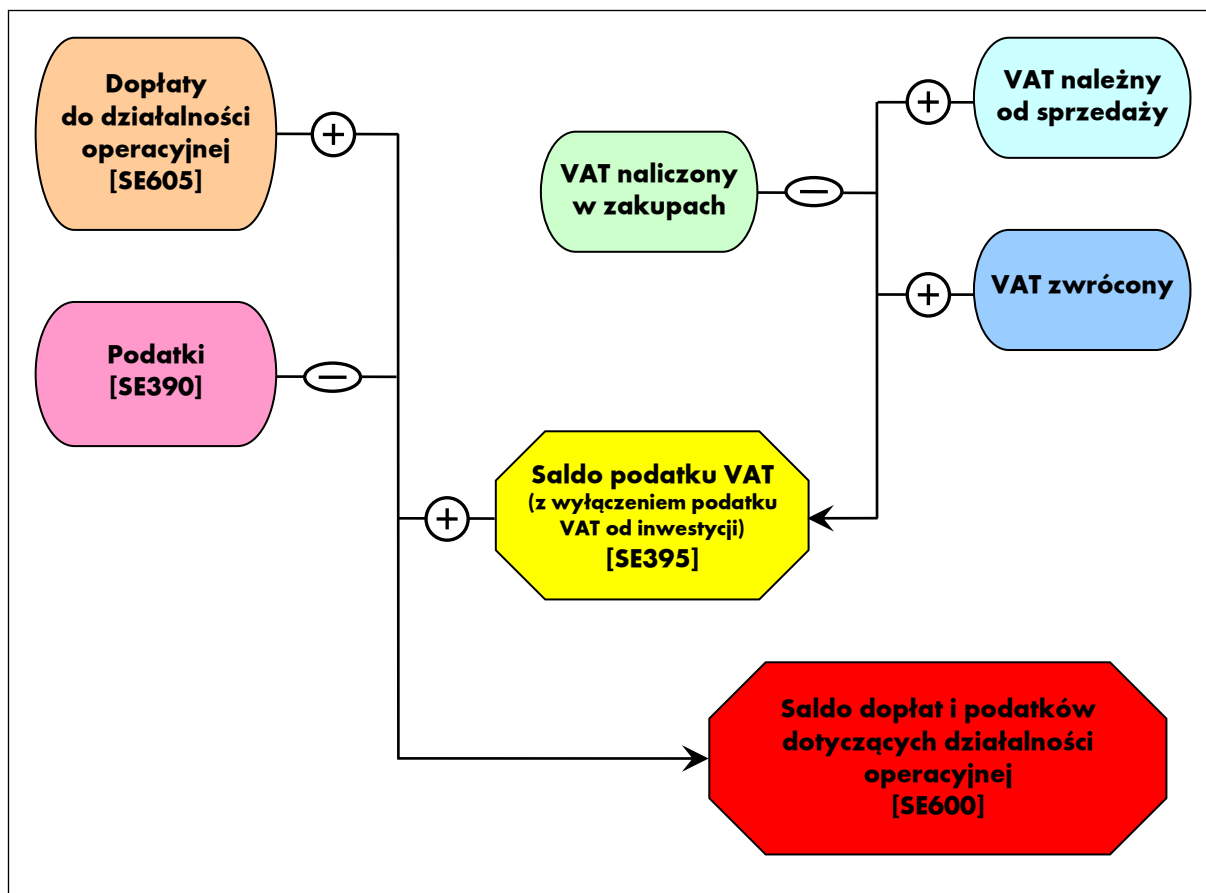 Dopłaty
do działalności
operacyjnej
[SE605]
+
VAT naliczony
w zakupach
−
VAT należny
od sprzedaży
+
VAT zwrócony
+
Podatki
[SE390]
−
Saldo podatku VAT
(z wyłączeniem podatku
VAT od inwestycji)
[SE395]
+
Saldo dopłat i podatków
dotyczących działalności
operacyjnej
[SE600]